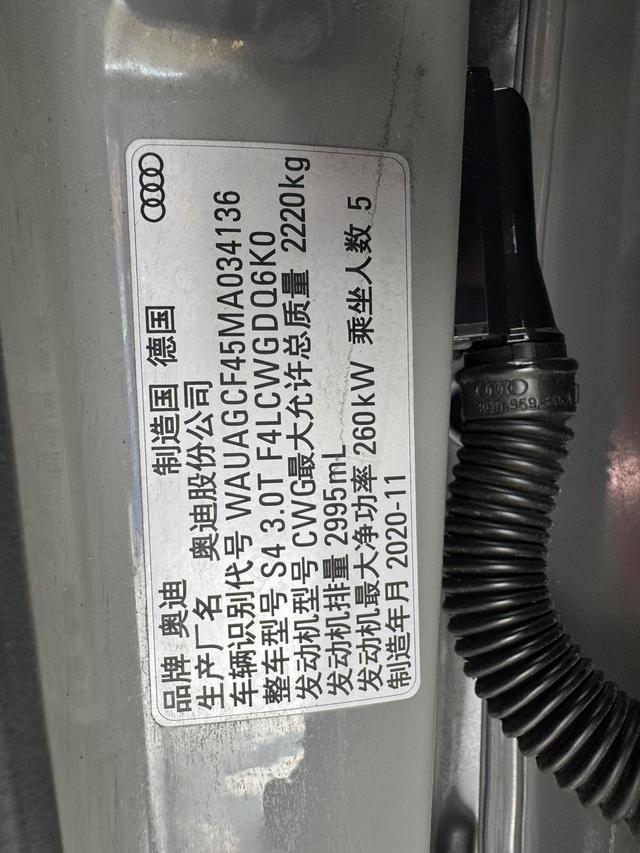 品牌 奥迪 制造国 德国
生产厂名 奥迪股份公司
车辆识别代号 WAUAGCF45MA034136
整车型号 S4 3.0T F4LCWGDQ6K0
发动机型号 CWG最大允许总质量 2220kg
发动机排量 2995mL
发动机最大净功率 260kW 乘坐人数 5
制造年月 2020-11